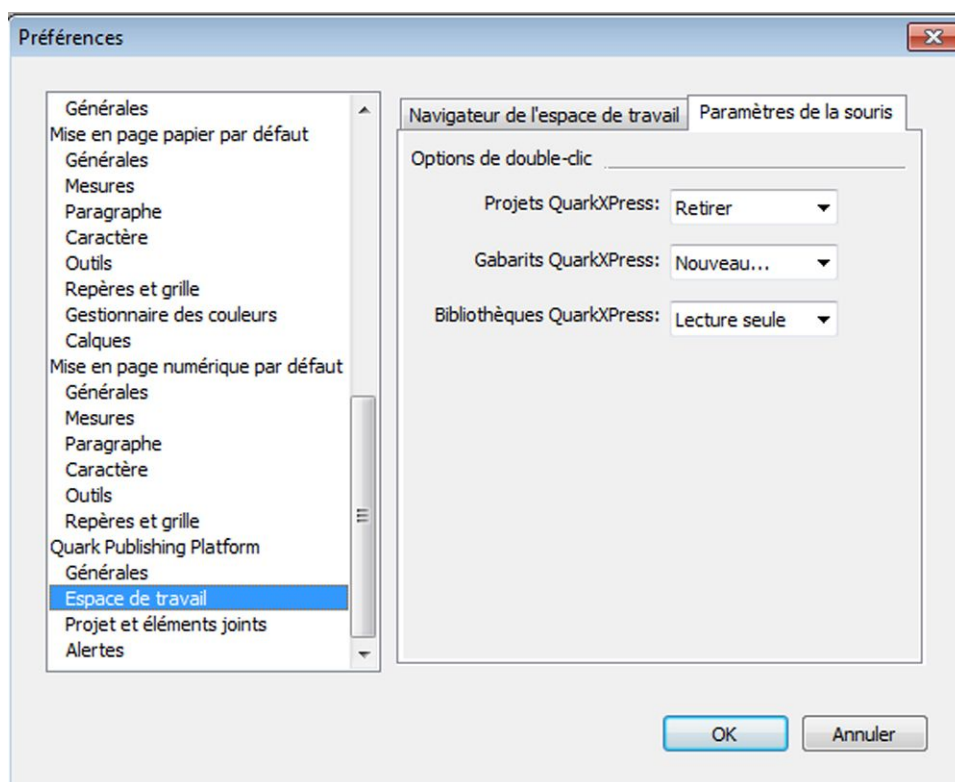 Préférences
Générales
Mise en page papier par défaut
Générales
Mesures
Paragraphe
Caractère
Outils
Repères et grille
Gestionnaire des couleurs
Calques
Mise en page numérique par défaut
Générales
Mesures
Paragraphe
Caractère
Outils
Repères et grille
Quark Publishing Platform
Générales
Espace de travail
Projet et éléments joints
Alertes
Navigateur de l'espace de travail
Paramètres de la souris
Options de double-clic
Projets QuarkXPress: Retirer
Gabarits QuarkXPress: Nouveau...
Bibliothèques QuarkXPress: Lecture seule
OK
Annuler